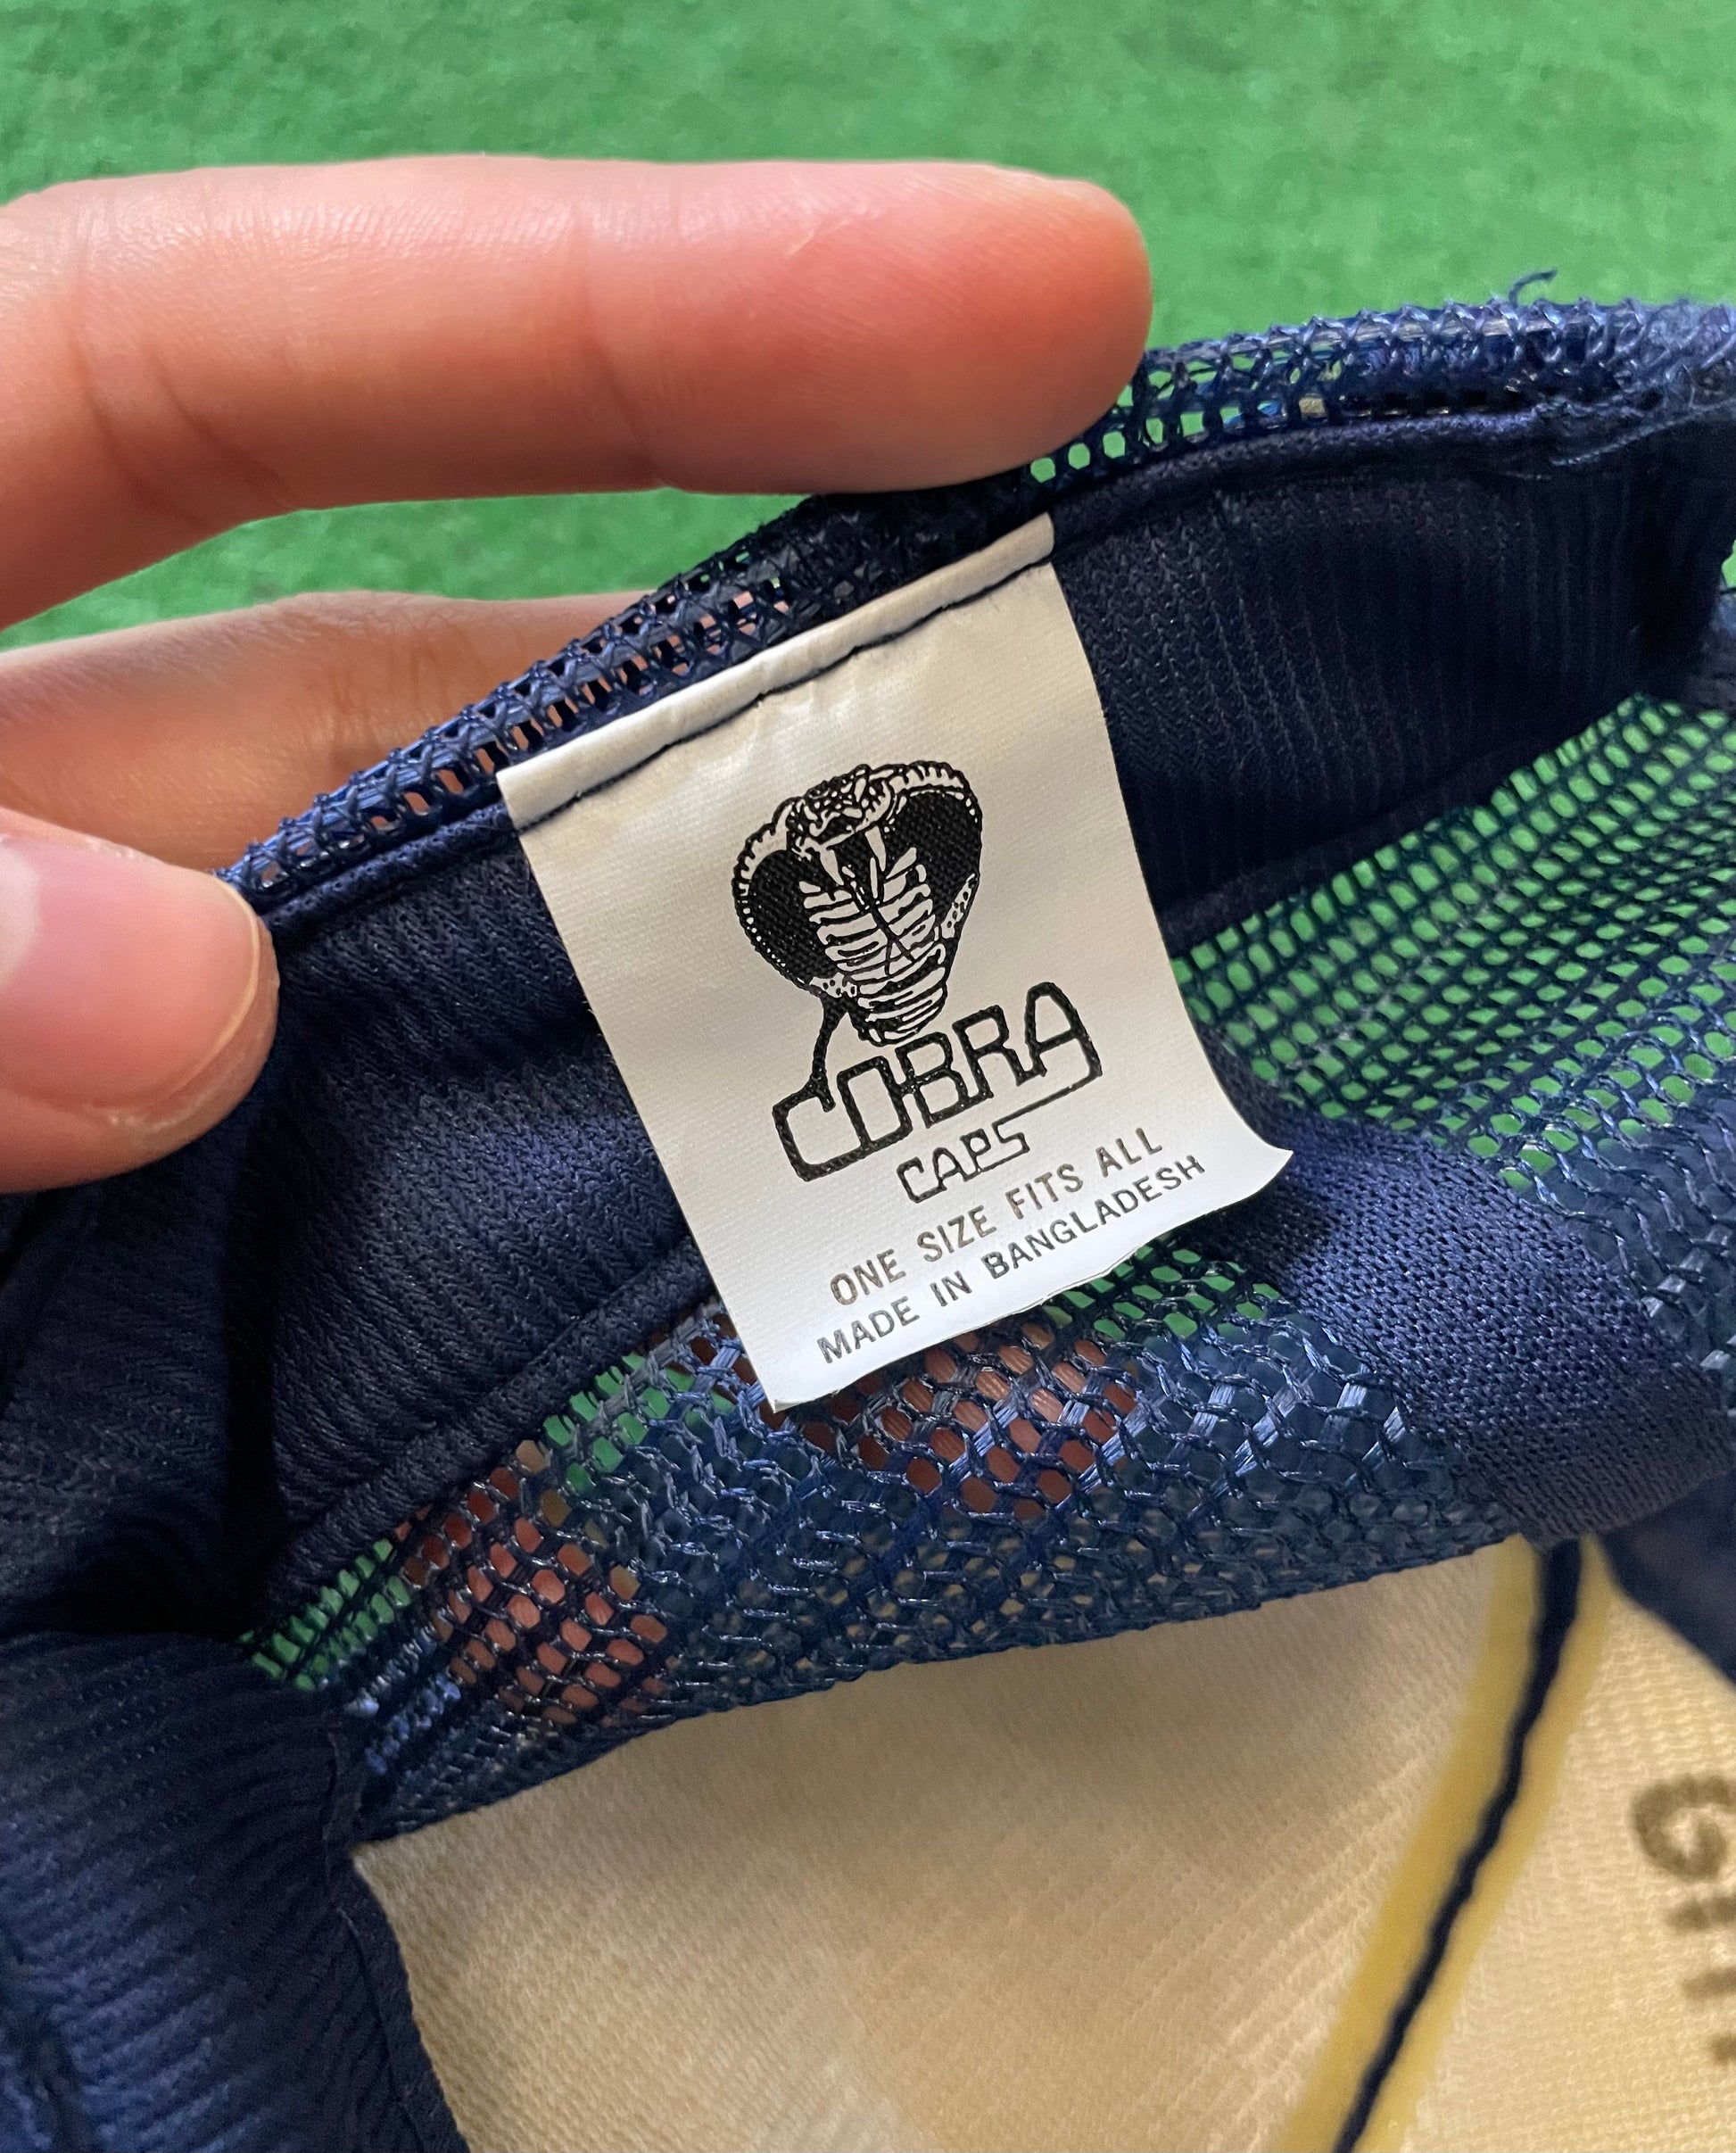 COBRA
CAPS
ONE SIZE FITS ALL
MADE IN BANGLADESH